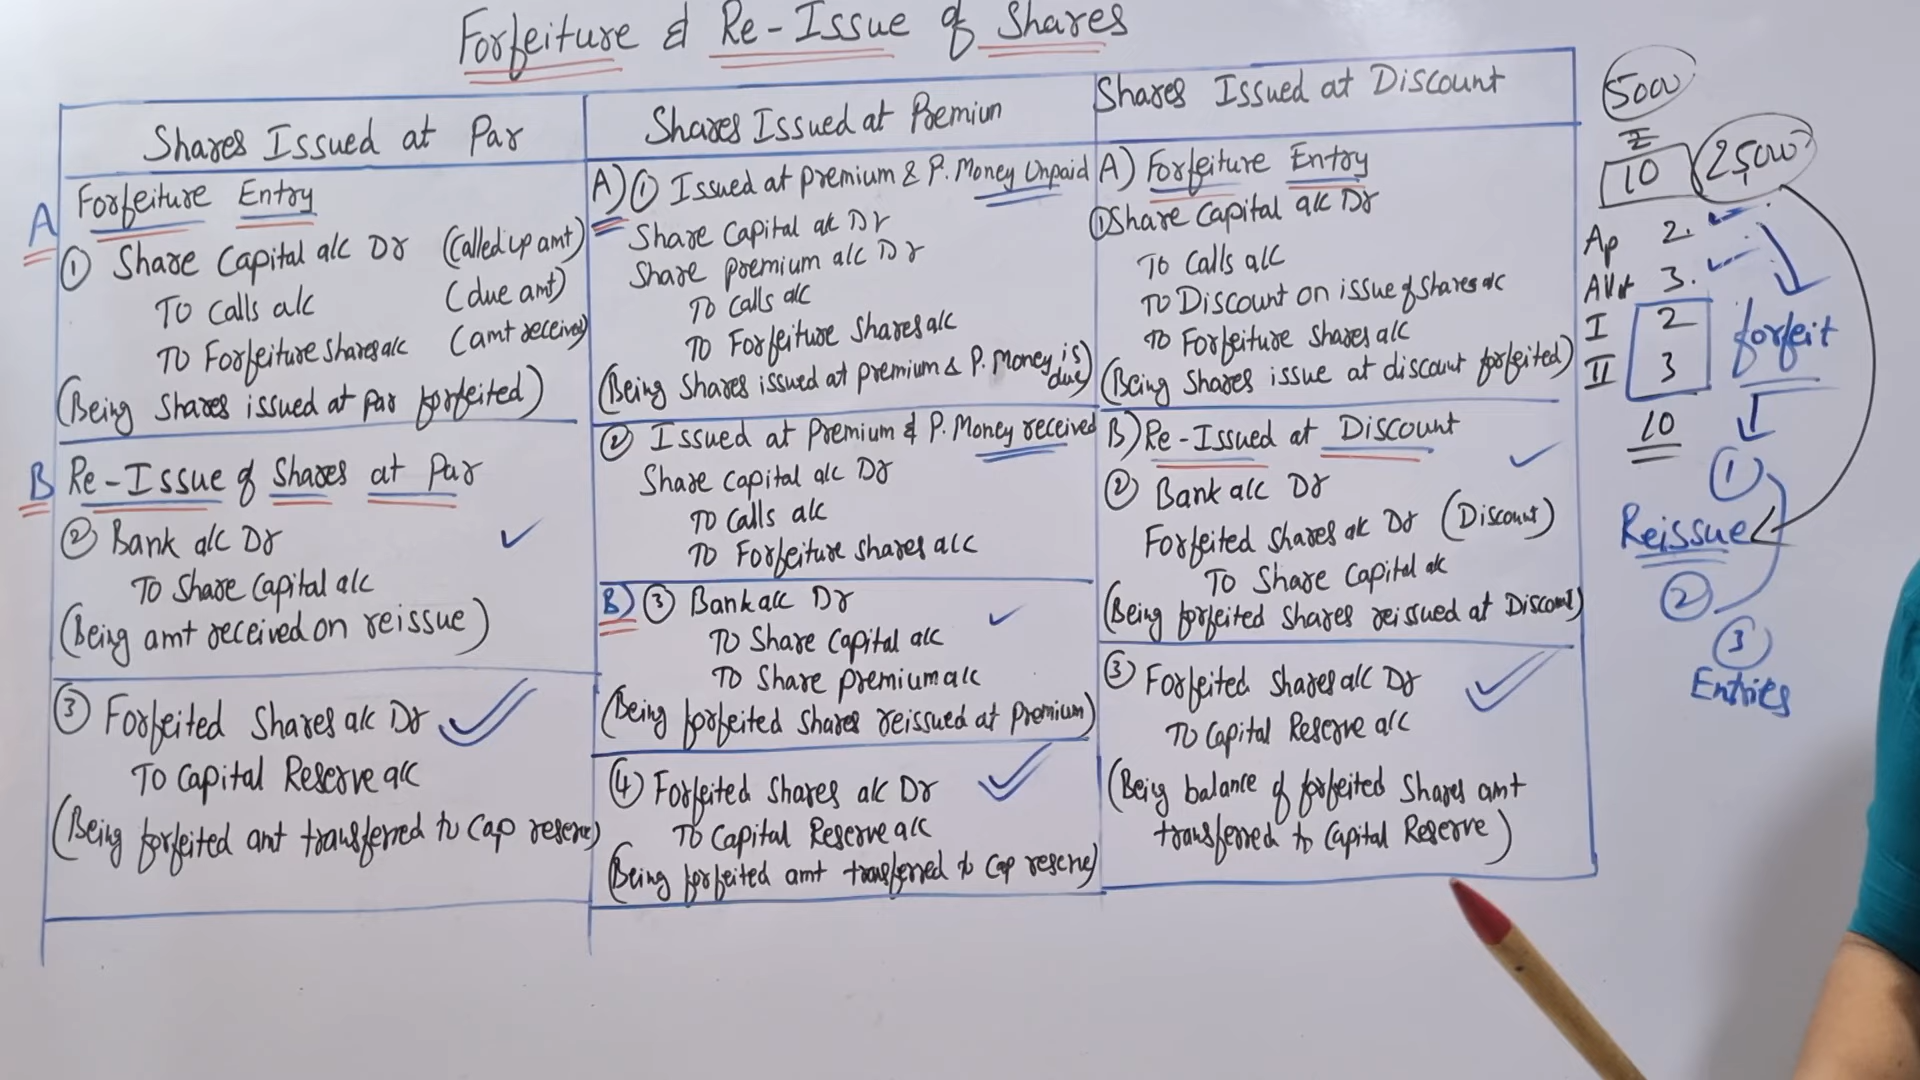 Forfeiture & Re-Issue of Shares
Shares Issued at Par
A
Forfeiture Entry
① Share Capital a/c Dr (Called up amt)
To Calls a/c (due amt)
To Forfeiture Shares a/c (amt received)
(Being Shares issued at par forfeited)
B
Re-Issue of Shares at Par
② Bank a/c Dr
To Share Capital a/c
(Being amt received on reissue)
③ Forfeited Shares a/c Dr
To Capital Reserve a/c
(Being forfeited amt transferred to Cap reserve)
Shares Issued at Premiun
A) ① Issued at premium & P. Money Unpaid
Share Capital a/c Dr
Share premium a/c Dr
To Calls a/c
To Forfeiture Shares a/c
(Being Shares issued at premium & P. Money is due)
② Issued at Premium & P. Money received
Share Capital a/c Dr
To Calls a/c
To Forfeiture shares a/c
B) ③ Bank a/c Dr
To Share Capital a/c
To Share premium a/c
(Being forfeited shares reissued at premium)
④ Forfeited Shares a/c Dr
To Capital Reserve a/c
(Being forfeited amt transferred to Cap reserve)
Shares Issued at Discount
A) Forfeiture Entry
① Share Capital a/c Dr
To Calls a/c
To Discount on issue of shares a/c
To Forfeiture Shares a/c
(Being Shares issue at discount forfeited)
B) Re-Issued at Discount
② Bank a/c Dr
Forfeited Shares a/c Dr (Discount)
To Share Capital a/c
(Being forfeited Shares reissued at Discount)
③ Forfeited Shares a/c Dr
To Capital Reserve a/c
(Being balance of forfeited Shares amt
transferred to Capital Reserve)
5000
10
25,000
Ap 2.
3.
I 2
II 3
10
forfeit
①
Reissue
②
③
Entries